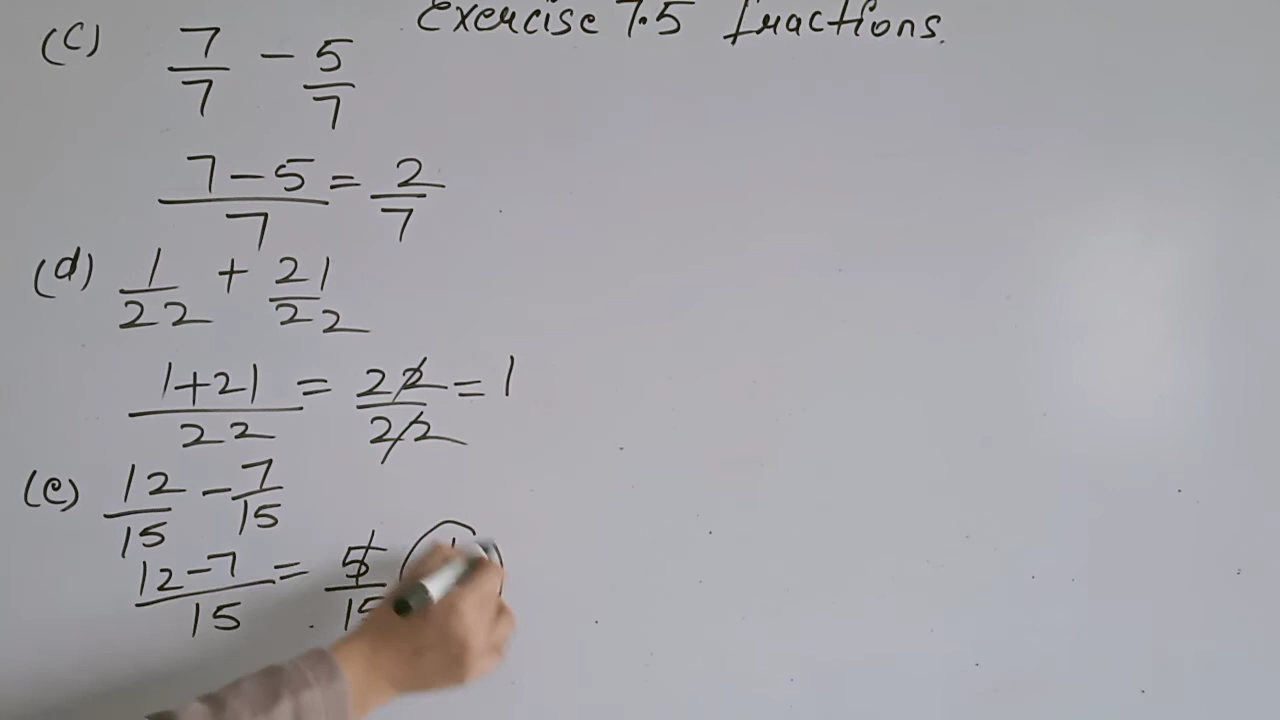 Exercise 7.5 fractions.
(c) 7/7 - 5/7
7-5/7 = 2/7
(d) 1/22 + 21/22
1+21/22 = 22/22 = 1
(e) 12/15 - 7/15
12-7/15 = 5/15